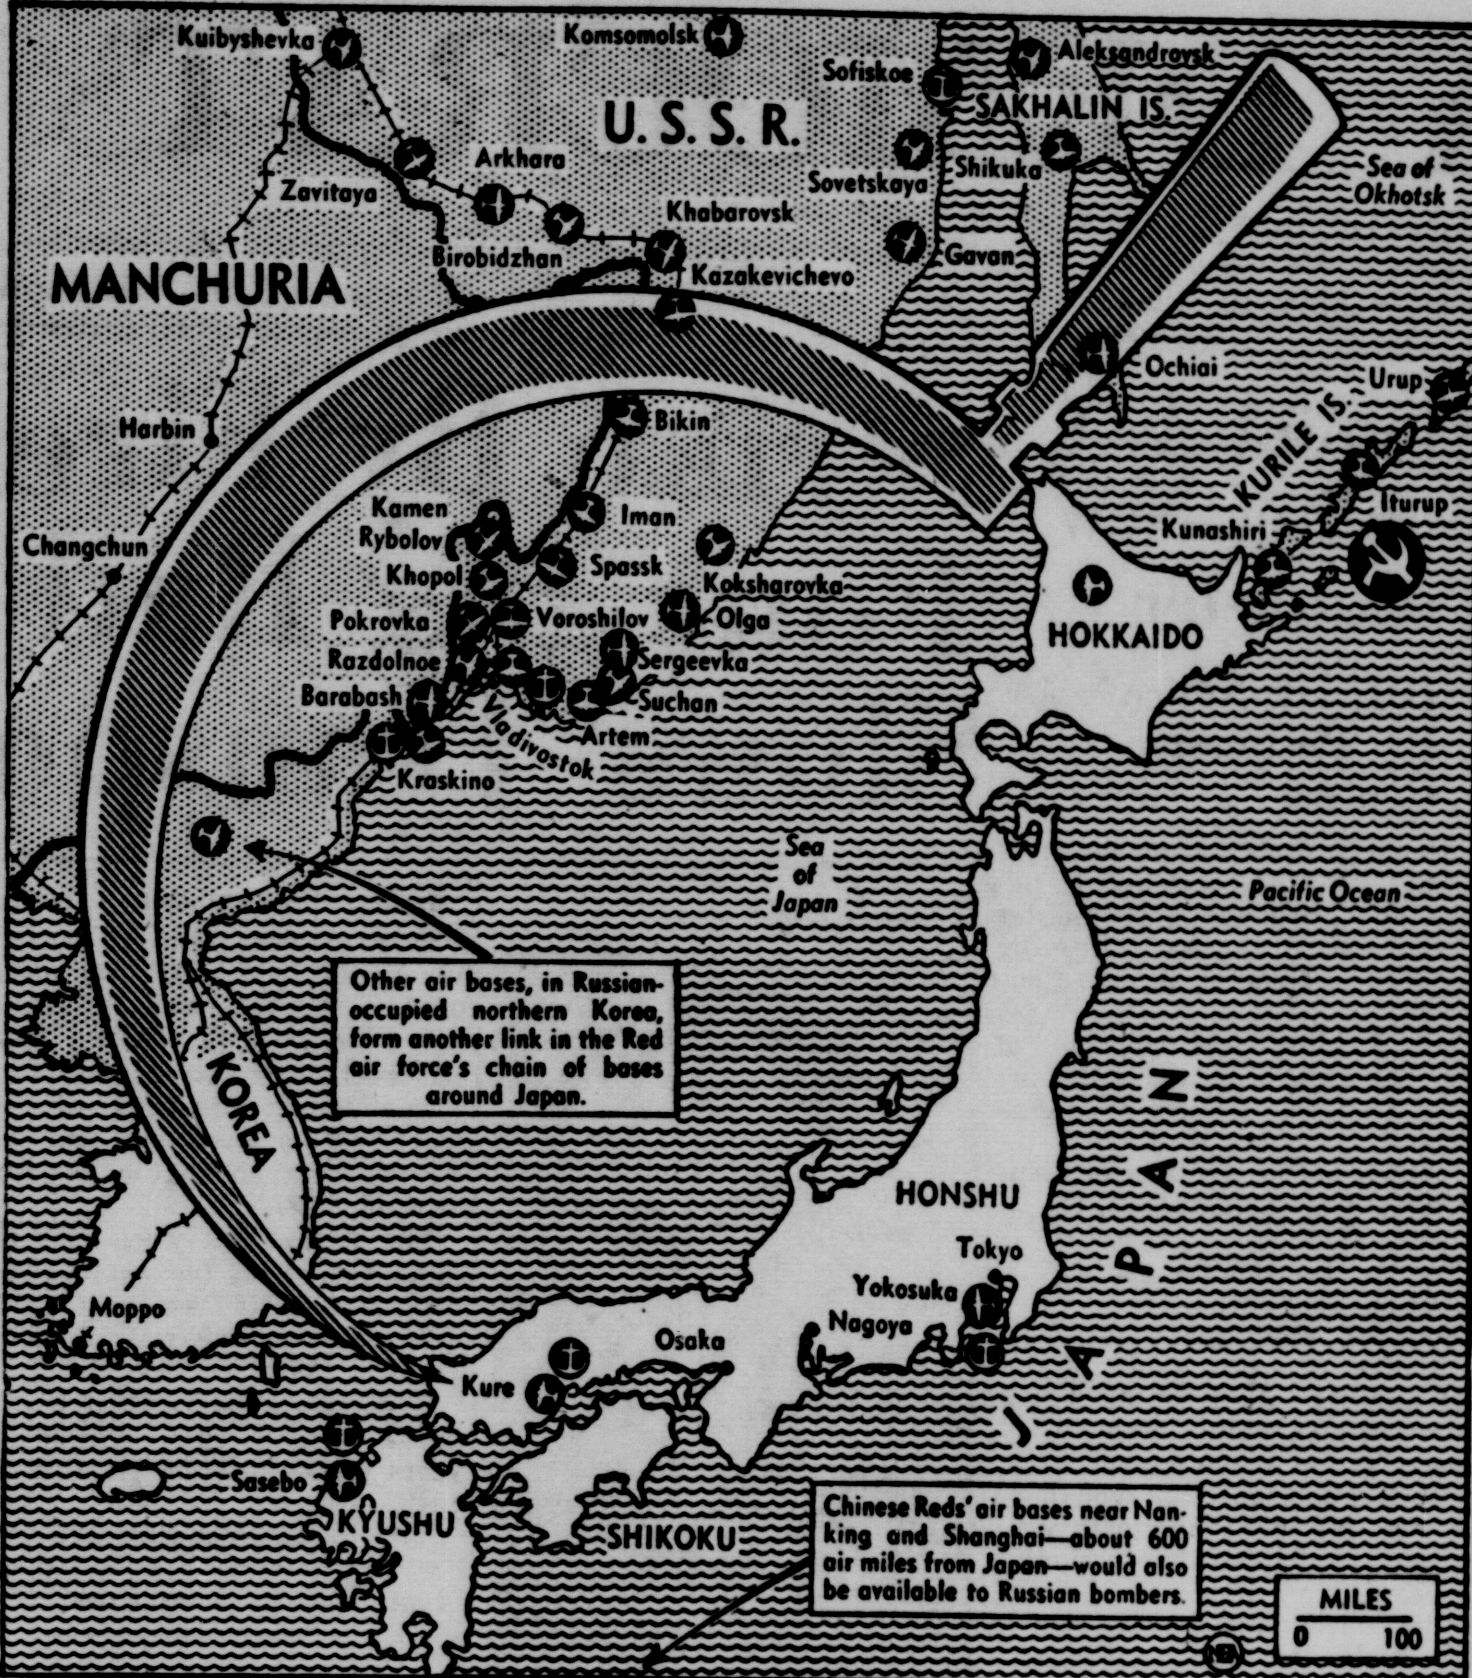 Kuibyshevka
Komsomolsk
Aleksandrovsk
Sofiskoe
SAKHALIN IS.
U. S. S. R.
Arkhara
Zavitaya
Sovetskaya
Shikuka
Sea of
Okhotsk
Khabarovsk
Birobidzhan
Gavan
Kazakevichevo
MANCHURIA
Ochiai
Urup
Harbin
Bikin
KURILE IS.
Kamen
Rybolov
Iman
Iturup
Kunashiri
Changchun
Khopol
Spassk
Koksharovka
Pokrovka
Voroshilov
Olga
HOKKAIDO
Razdolnoe
Sergeevka
Barabash
Suchan
Vladivostok
Artem
Kraskino
Sea
of
Japan
Pacific Ocean
Other air bases, in Russian-
occupied northern Korea,
form another link in the Red
air force's chain of bases
around Japan.
KOREA
JAPAN
HONSHU
Tokyo
Yokosuka
Nagoya
Moppo
Osaka
Kure
Sasebo
KYUSHU
SHIKOKU
Chinese Reds' air bases near Nan-
king and Shanghai—about 600
air miles from Japan—would also
be available to Russian bombers.
MILES
0 100
NEA